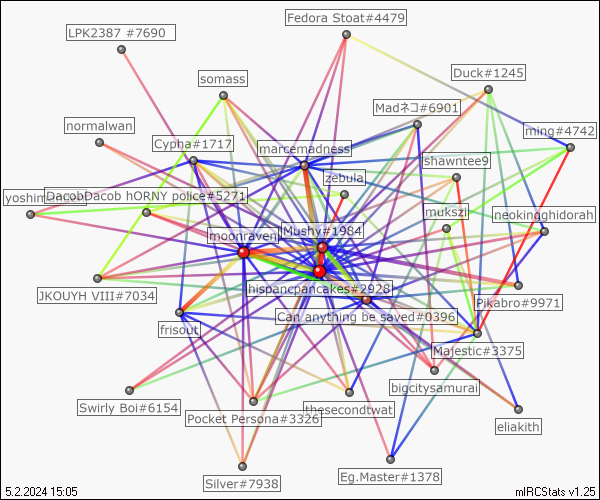 Fedora Stoat#4479
LPK2387 #7690
Duck#1245
somass
Madネコ#6901
normalwan
ming#4742
Cypha#1717
marcemadness
shawntee9
zebula
DacobDacob hORNY police#5271
mukszi
neokingghidorah
moonraven
Mushy#1984
JKOUYH VIII#7034
hispancpancakes#2928
Pikabro#9971
Can anything be saved#0396
frisout
Majestic#3375
bigcitysamurai
Swirly Boi#6154
thesecondtwat
Pocket Persona#3326
eliakith
Silver#7938
Eg.Master#1378
5.2.2024 15:05
mIRCStats v1.25